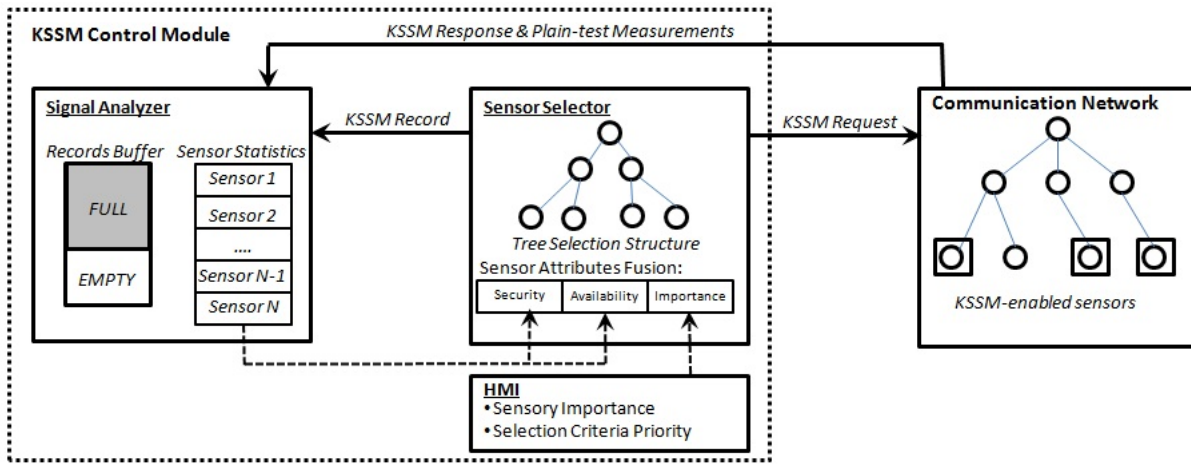 KSSM Control Module
KSSM Response & Plain-test Measurements
Signal Analyzer
Records Buffer
FULL
EMPTY
Sensor Statistics
Sensor 1
Sensor 2
....
Sensor N-1
Sensor N
KSSM Record
Sensor Selector
Tree Selection Structure
Sensor Attributes Fusion:
Security
Availability
Importance
HMI
•Sensory Importance
•Selection Criteria Priority
KSSM Request
Communication Network
KSSM-enabled sensors